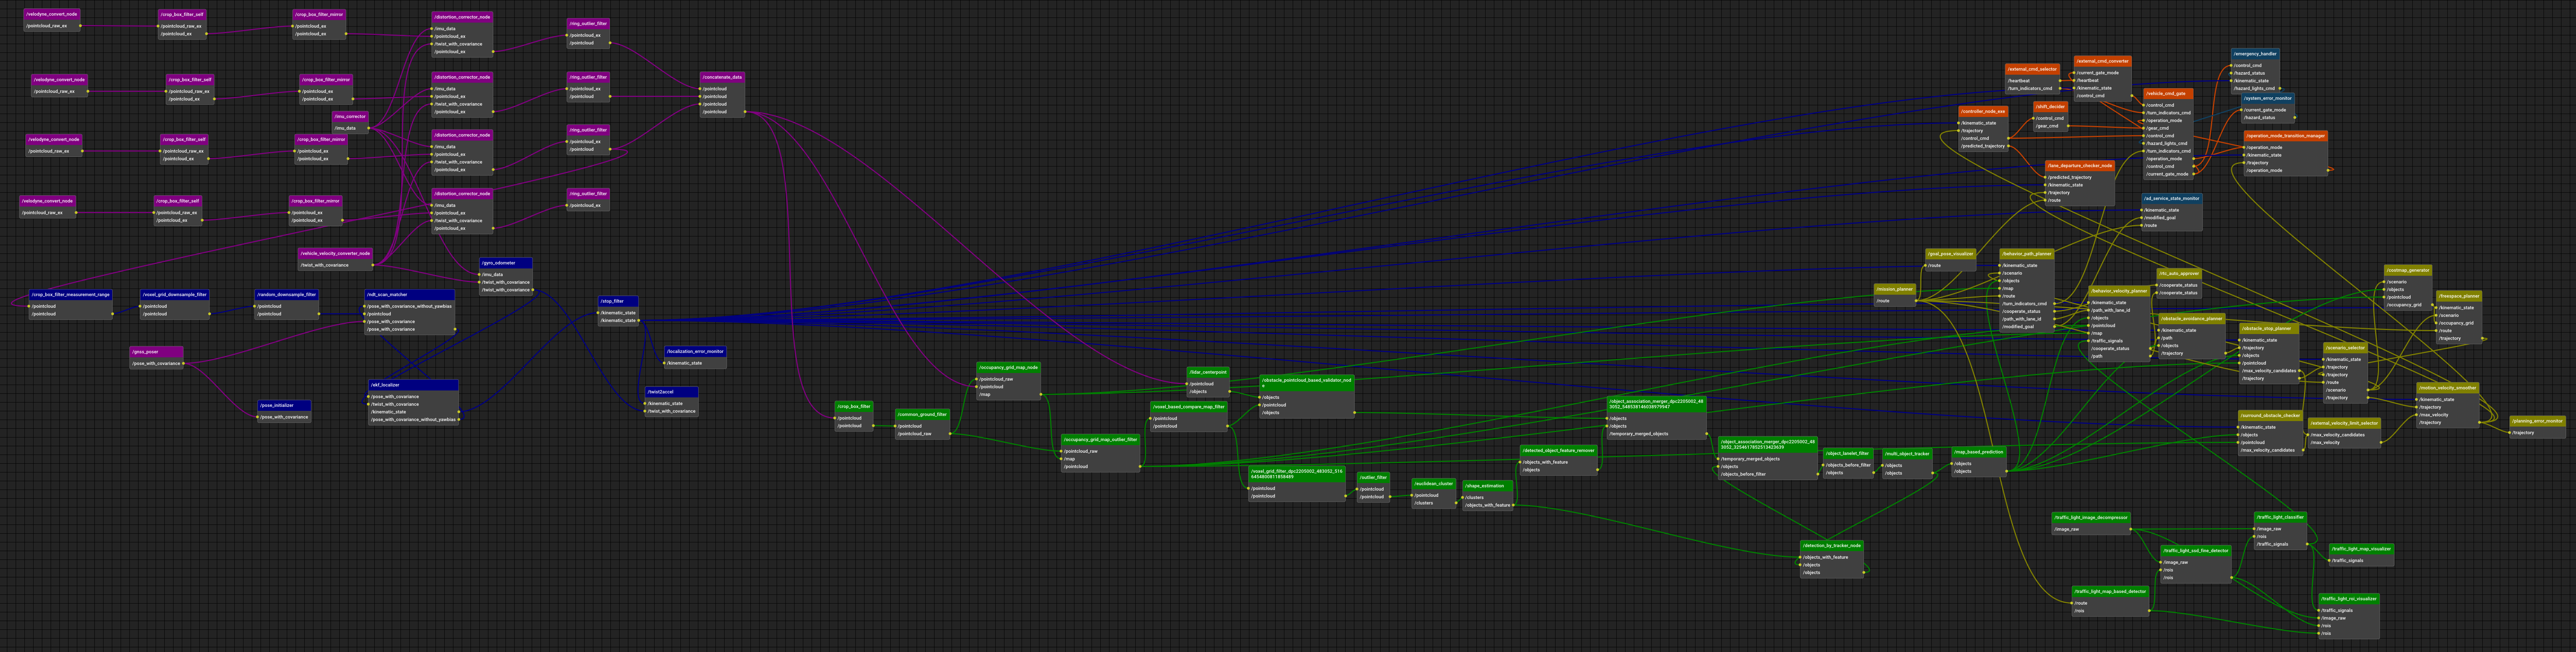 /velodyne_convert_node
/pointcloud_raw_ex
/crop_box_filter_self
/pointcloud_raw_ex
/pointcloud_ex
/crop_box_filter_mirror
/pointcloud_ex
/pointcloud_ex
/distortion_corrector_node
/imu_data
/pointcloud_ex
/twist_with_covariance
/pointcloud_ex
/ring_outlier_filter
/pointcloud_ex
/pointcloud
/velodyne_convert_node
/pointcloud_raw_ex
/crop_box_filter_self
/pointcloud_raw_ex
/pointcloud_ex
/crop_box_filter_mirror
/pointcloud_ex
/pointcloud_ex
/distortion_corrector_node
/imu_data
/pointcloud_ex
/twist_with_covariance
/pointcloud_ex
/ring_outlier_filter
/pointcloud_ex
/pointcloud
/concatenate_data
/pointcloud
/pointcloud
/pointcloud
/pointcloud
/imu_corrector
/imu_data
/velodyne_convert_node
/pointcloud_raw_ex
/crop_box_filter_self
/pointcloud_raw_ex
/pointcloud_ex
/crop_box_filter_mirror
/pointcloud_ex
/pointcloud_ex
/distortion_corrector_node
/imu_data
/pointcloud_ex
/twist_with_covariance
/pointcloud_ex
/ring_outlier_filter
/pointcloud_ex
/pointcloud
/velodyne_convert_node
/pointcloud_raw_ex
/crop_box_filter_self
/pointcloud_raw_ex
/pointcloud_ex
/crop_box_filter_mirror
/pointcloud_ex
/pointcloud_ex
/distortion_corrector_node
/imu_data
/pointcloud_ex
/twist_with_covariance
/pointcloud_ex
/ring_outlier_filter
/pointcloud_ex
/vehicle_velocity_converter_node
/twist_with_covariance
/gyro_odometer
/imu_data
/twist_with_covariance
/twist_with_covariance
/crop_box_filter_measurement_range
/pointcloud
/pointcloud
/voxel_grid_downsample_filter
/pointcloud
/pointcloud
/random_downsample_filter
/pointcloud
/pointcloud
/ndt_scan_matcher
/pose_with_covariance_without_yawbias
/pointcloud
/pose_with_covariance
/pose_with_covariance
/stop_filter
/kinematic_state
/kinematic_state
/gnss_poser
/pose_with_covariance
/localization_error_monitor
/kinematic_state
/ekf_localizer
/pose_with_covariance
/twist_with_covariance
/kinematic_state
/pose_with_covariance_without_yawbias
/pose_initializer
/pose_with_covariance
/twist2accel
/kinematic_state
/twist_with_covariance
/crop_box_filter
/pointcloud
/pointcloud
/common_ground_filter
/pointcloud
/pointcloud_raw
/occupancy_grid_map_node
/pointcloud_raw
/pointcloud
/map
/occupancy_grid_map_outlier_filter
/pointcloud_raw
/map
/pointcloud
/lidar_centerpoint
/pointcloud
/objects
/voxel_based_compare_map_filter
/pointcloud
/pointcloud
/obstacle_pointcloud_based_validator_nod
e
/objects
/pointcloud
/objects
/voxel_grid_filter_dpc2205002_483052_516
/pointcloud
/pointcloud
/outlier_filter
/pointcloud
/pointcloud
/euclidean_cluster
/pointcloud
/clusters
/shape_estimation
/clusters
/objects_with_feature
/detected_object_feature_remover
/objects_with_feature
/objects
/object_association_merger_dpc2205002_48
/objects
/objects
/temporary_merged_objects
/object_association_merger_dpc2205002_48
/temporary_merged_objects
/objects
/objects_before_filter
/object_lanelet_filter
/objects_before_filter
/objects
/multi_object_tracker
/objects
/objects
/map_based_prediction
/objects
/objects
/detection_by_tracker_node
/objects_with_feature
/objects
/objects
/external_cmd_selector
/heartbeat
/turn_indicators_cmd
/external_cmd_converter
/current_gate_mode
/heartbeat
/kinematic_state
/control_cmd
/emergency_handler
/control_cmd
/hazard_status
/kinematic_state
/hazard_lights_cmd
/system_error_monitor
/current_gate_mode
/hazard_status
/controller_node_exe
/kinematic_state
/trajectory
/control_cmd
/predicted_trajectory
/shift_decider
/control_cmd
/gear_cmd
/vehicle_cmd_gate
/control_cmd
/turn_indicators_cmd
/operation_mode
/gear_cmd
/control_cmd
/hazard_lights_cmd
/turn_indicators_cmd
/operation_mode
/control_cmd
/current_gate_mode
/operation_mode_transition_manager
/operation_mode
/kinematic_state
/trajectory
/operation_mode
/lane_departure_checker_node
/predicted_trajectory
/kinematic_state
/trajectory
/route
/ad_service_state_monitor
/kinematic_state
/modified_goal
/route
/goal_pose_visualizer
/route
/mission_planner
/route
/behavior_path_planner
/kinematic_state
/scenario
/objects
/map
/route
/turn_indicators_cmd
/cooperate_status
/path_with_lane_id
/modified_goal
/rtc_auto_approver
/cooperate_status
/cooperate_status
/behavior_velocity_planner
/kinematic_state
/path_with_lane_id
/objects
/pointcloud
/map
/traffic_signals
/cooperate_status
/path
/obstacle_avoidance_planner
/kinematic_state
/path
/objects
/trajectory
/obstacle_stop_planner
/kinematic_state
/trajectory
/objects
/pointcloud
/max_velocity_candidates
/trajectory
/costmap_generator
/scenario
/objects
/pointcloud
/occupancy_grid
/freespace_planner
/kinematic_state
/scenario
/occupancy_grid
/route
/trajectory
/scenario_selector
/kinematic_state
/trajectory
/trajectory
/route
/scenario
/trajectory
/motion_velocity_smoother
/kinematic_state
/trajectory
/max_velocity
/trajectory
/surround_obstacle_checker
/kinematic_state
/objects
/pointcloud
/max_velocity_candidates
/external_velocity_limit_selector
/max_velocity_candidates
/max_velocity
/planning_error_monitor
/trajectory
/traffic_light_image_decompressor
/image_raw
/traffic_light_classifier
/image_raw
/rois
/traffic_signals
/traffic_light_ssd_fine_detector
/image_raw
/rois
/rois
/traffic_light_map_visualizer
/traffic_signals
/traffic_light_map_based_detector
/route
/rois
/traffic_light_roi_visualizer
/traffic_signals
/image_raw
/rois
/rois